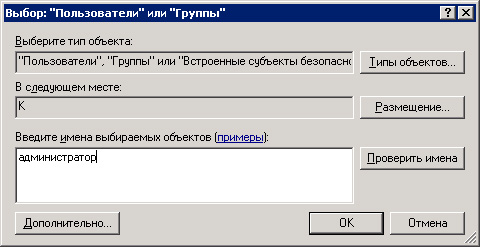 Выбор: "Пользователи" или "Группы"
Выберите тип объекта:
"Пользователи", "Группы" или "Встроенные субъекты безопасно
Типы объектов...
В следующем месте:
K
Размещение...
Введите имена выбираемых объектов (примеры):
администратор
Проверить имена
Дополнительно...
OK
Отмена